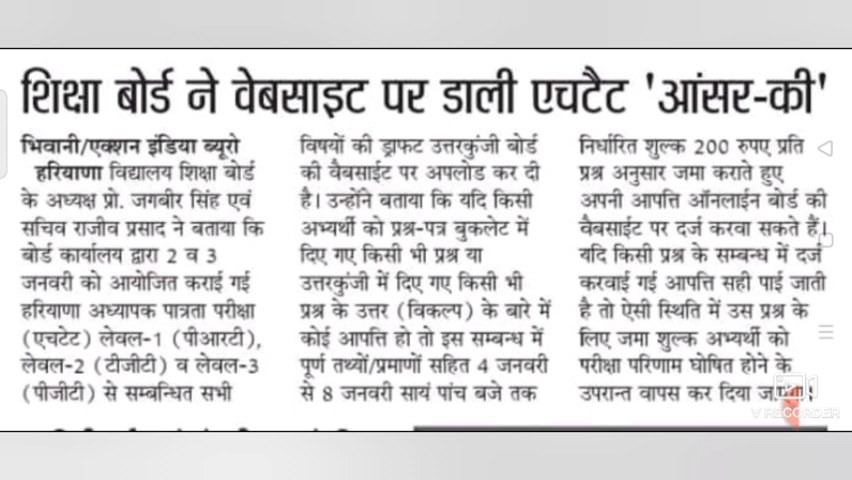 शिक्षा बोर्ड ने वेबसाइट पर डाली एचटैट 'आंसर-की'
भिवानी/एक्शन इंडिया ब्यूरो
हरियाणा विद्यालय शिक्षा बोर्ड
के अध्यक्ष प्रो. जगबीर सिंह एवं
सचिव राजीव प्रसाद ने बताया कि
बोर्ड कार्यालय द्वारा 2 व 3
जनवरी को आयोजित कराई गई
हरियाणा अध्यापक पात्रता परीक्षा
(एचटेट) लेवल-1 (पीआरटी),
लेवल-2 (टीजीटी) व लेवल-3
(पीजीटी) से सम्बन्धित सभी
विषयों की ड्राफट उत्तरकुंजी बोर्ड
की वैबसाईट पर अपलोड कर दी
है। उन्होंने बताया कि यदि किसी
अभ्यर्थी को प्रश्न-पत्र बुकलेट में
दिए गए किसी भी प्रश्न या
उत्तरकुंजी में दिए गए किसी भी
प्रश्न के उत्तर (विकल्प) के बारे में
कोई आपत्ति हो तो इस सम्बन्ध में
पूर्ण तथ्यों/प्रमाणों सहित 4 जनवरी
से 8 जनवरी सायं पांच बजे तक
निर्धारित शुल्क 200 रुपए प्रति
प्रश्न अनुसार जमा कराते हुए
अपनी आपत्ति ऑनलाईन बोर्ड की
वैबसाईट पर दर्ज करवा सकते हैं।
यदि किसी प्रश्न के सम्बन्ध में दर्ज
करवाई गई आपत्ति सही पाई जाती
है तो ऐसी स्थिति में उस प्रश्न के
लिए जमा शुल्क अभ्यर्थी को
परीक्षा परिणाम घोषित होने के
उपरान्त वापस कर दिया
V RECORDER